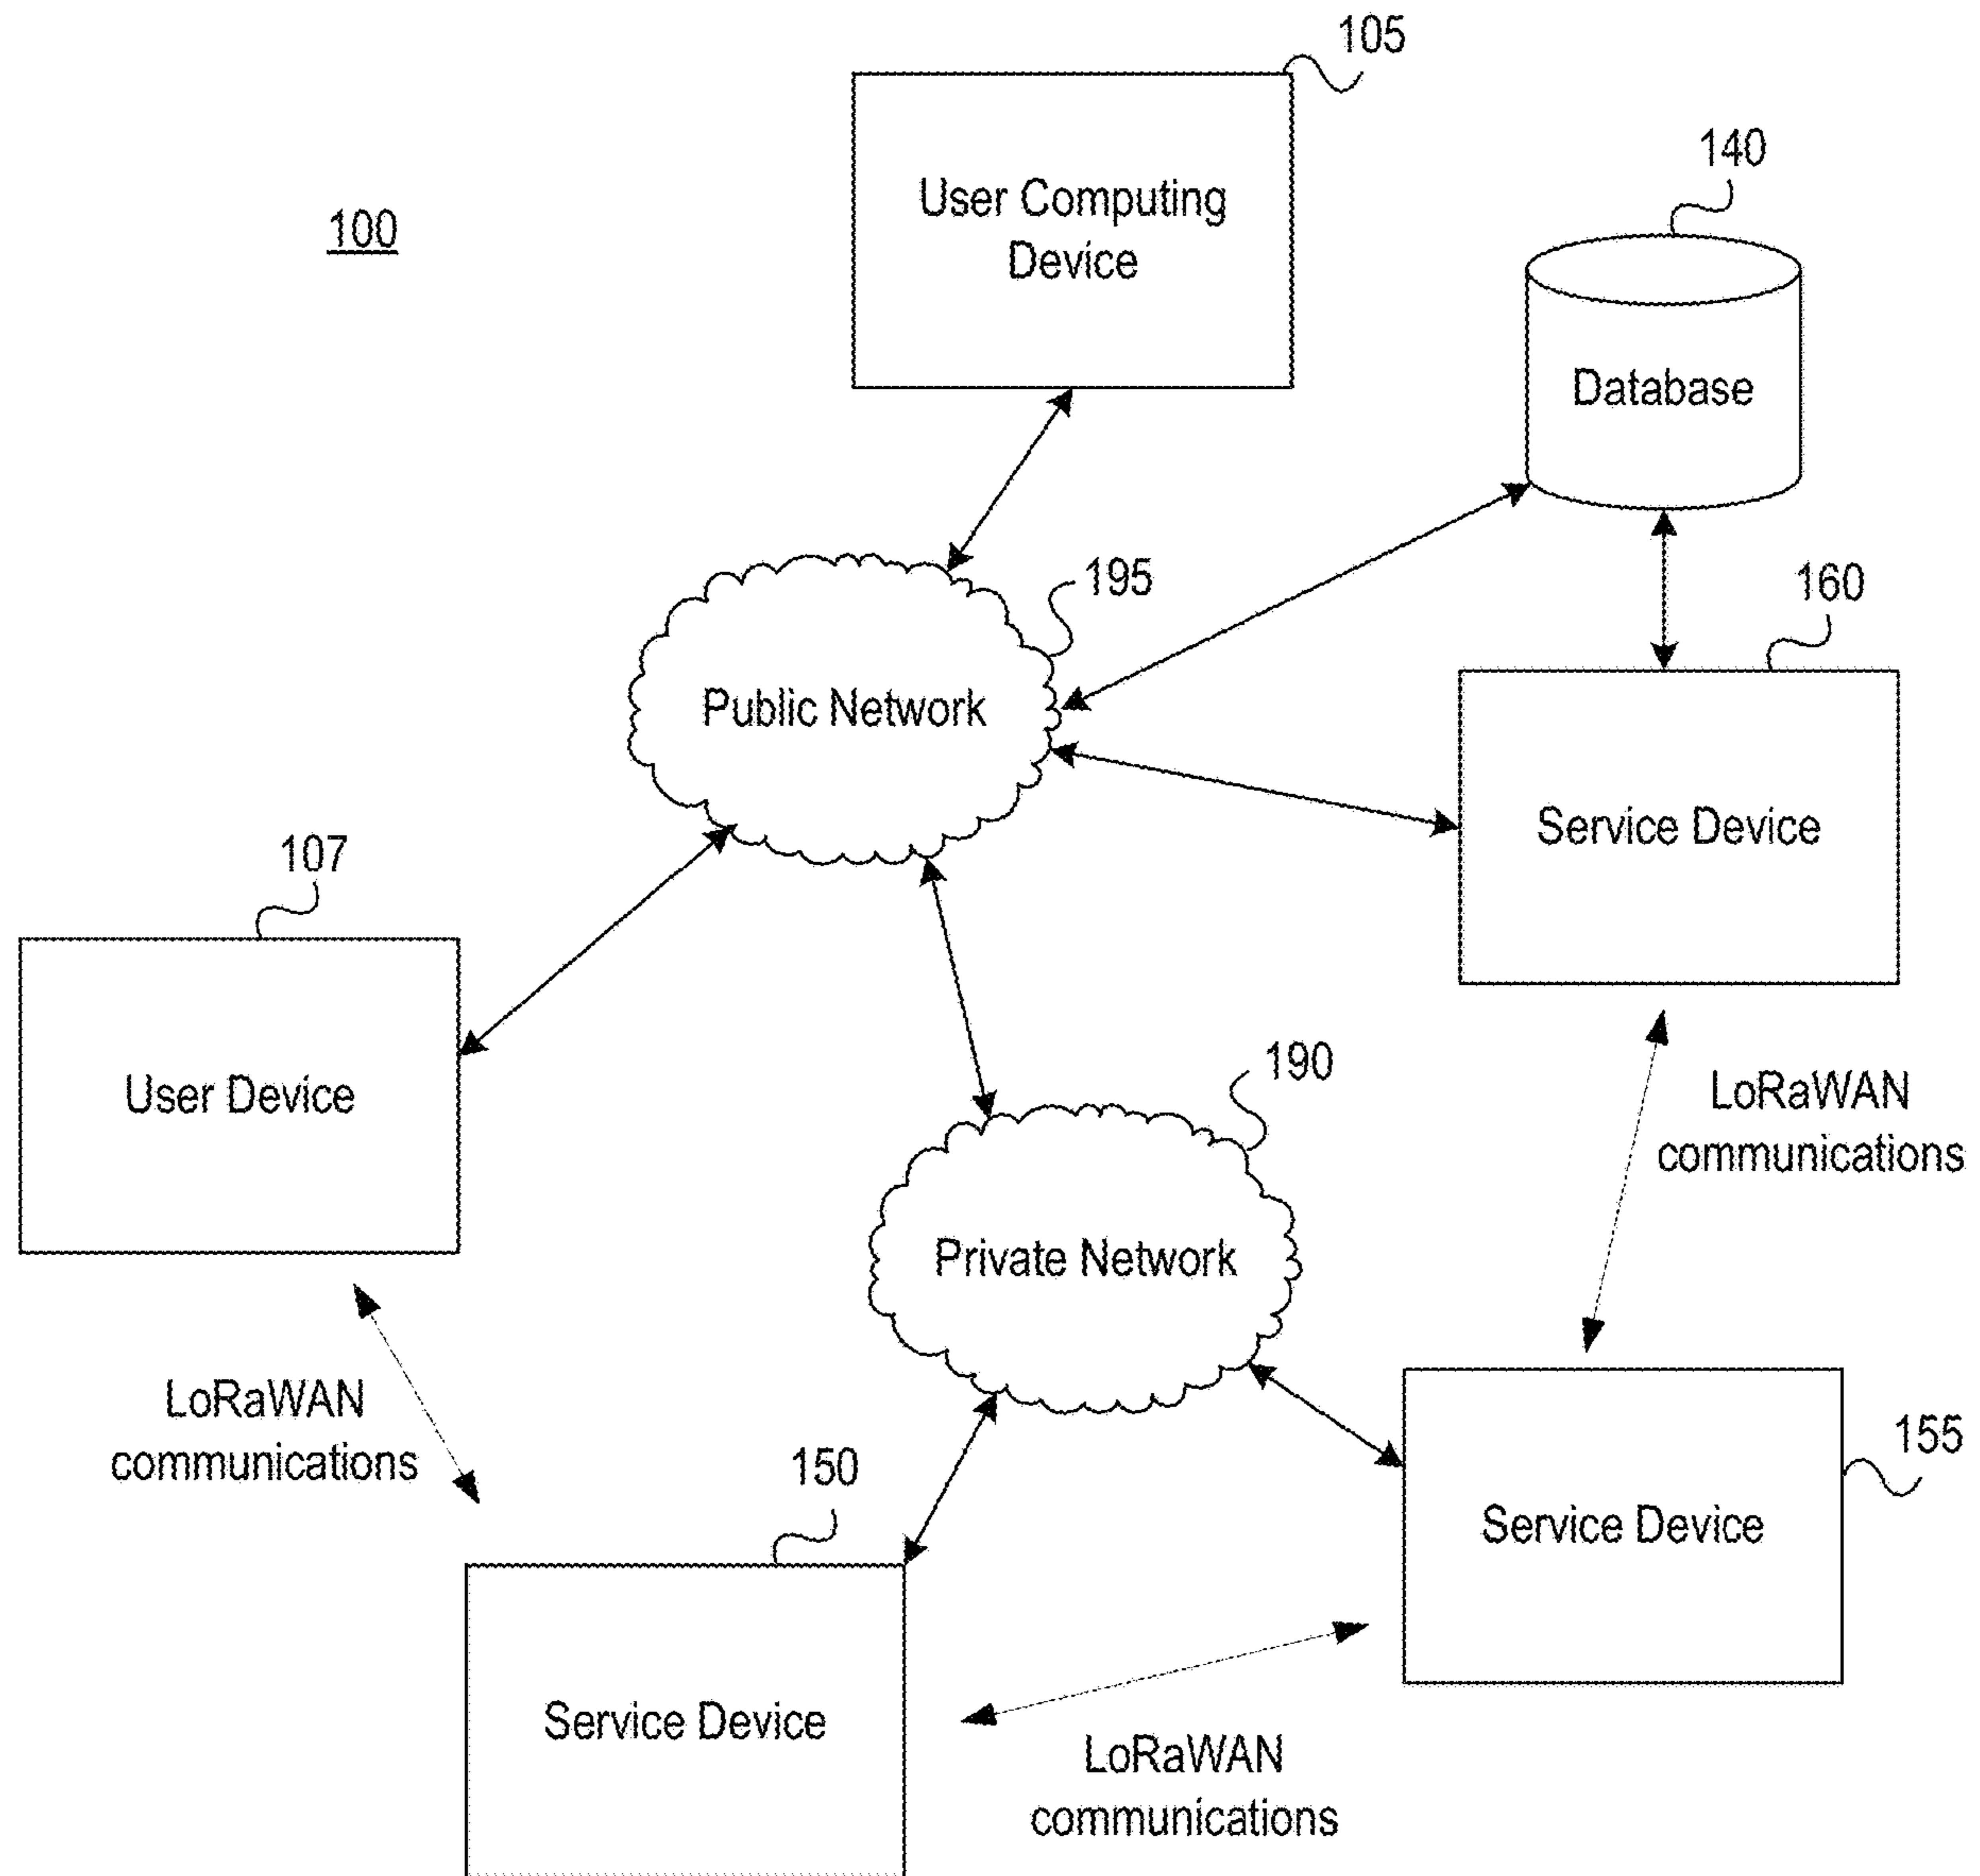 105
User Computing
Device
100
140
Database
195
Public Network
160
Service Device
107
User Device
190
Private Network
LoRaWAN
communications
LoRaWAN
communications
155
Service Device
150
Service Device
LoRaWAN
communications